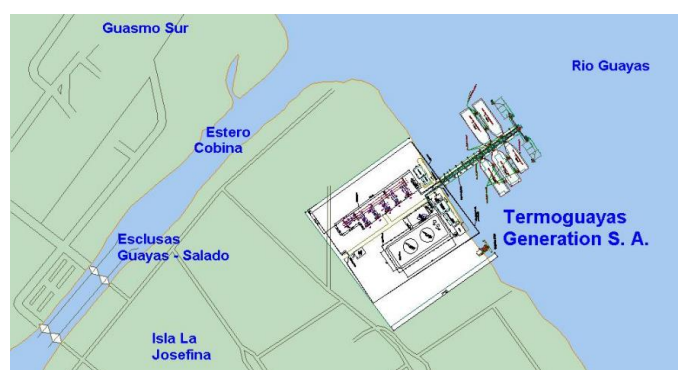 Guasmo Sur
Rio Guayas
Estero
Cobina
Termoguayas
Generation S. A.
Esclusas
Guayas - Salado
Isla La
Josefina